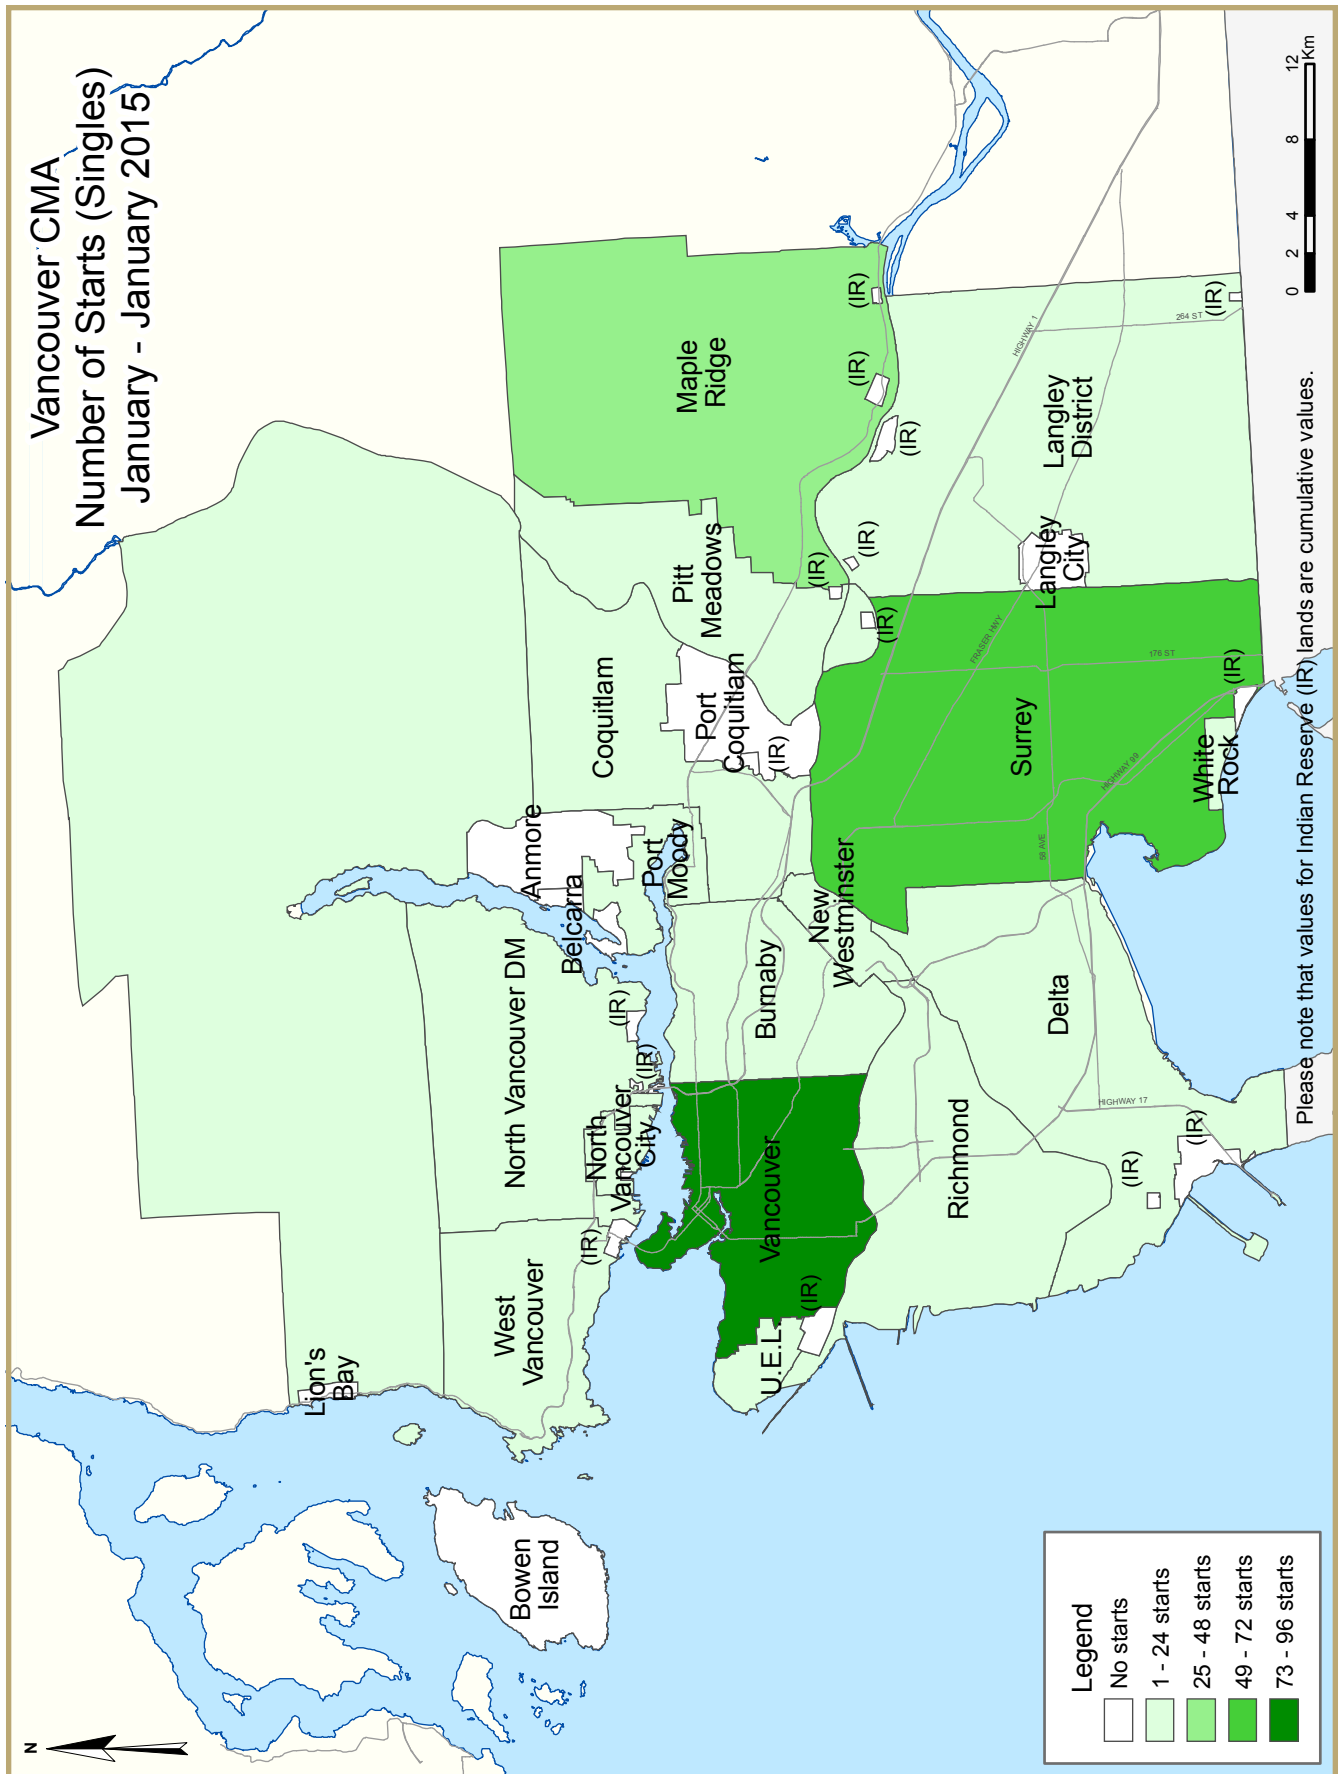 Vancouver CMA
Number of Starts (Singles)
January - January 2015
N
Lion's
Bay
Bowen
Island
West
Vancouver
North Vancouver DM
North
Vancouver
City
(IR)
(IR)
(IR)
Anmore
Belcarra
Port
Moody
Coquitlam
Port
Coquitlam
(IR)
Pitt
Meadows
Maple
Ridge
(IR)
(IR)
(IR)
(IR)
(IR)
(IR)
U.E.L.
(IR)
Vancouver
Burnaby
New
Westminster
Richmond
Delta
(IR)
(IR)
HIGHWAY 17
Surrey
FRASER HWY
176 ST
58 AVE
HIGHWAY 99
White
Rock
(IR)
Langley
City
Langley
District
HIGHWAY 1
264 ST
(IR)
Legend
No starts
1 - 24 starts
25 - 48 starts
49 - 72 starts
73 - 96 starts
Please note that values for Indian Reserve (IR) lands are cumulative values.
0 2 4 8 12
Km